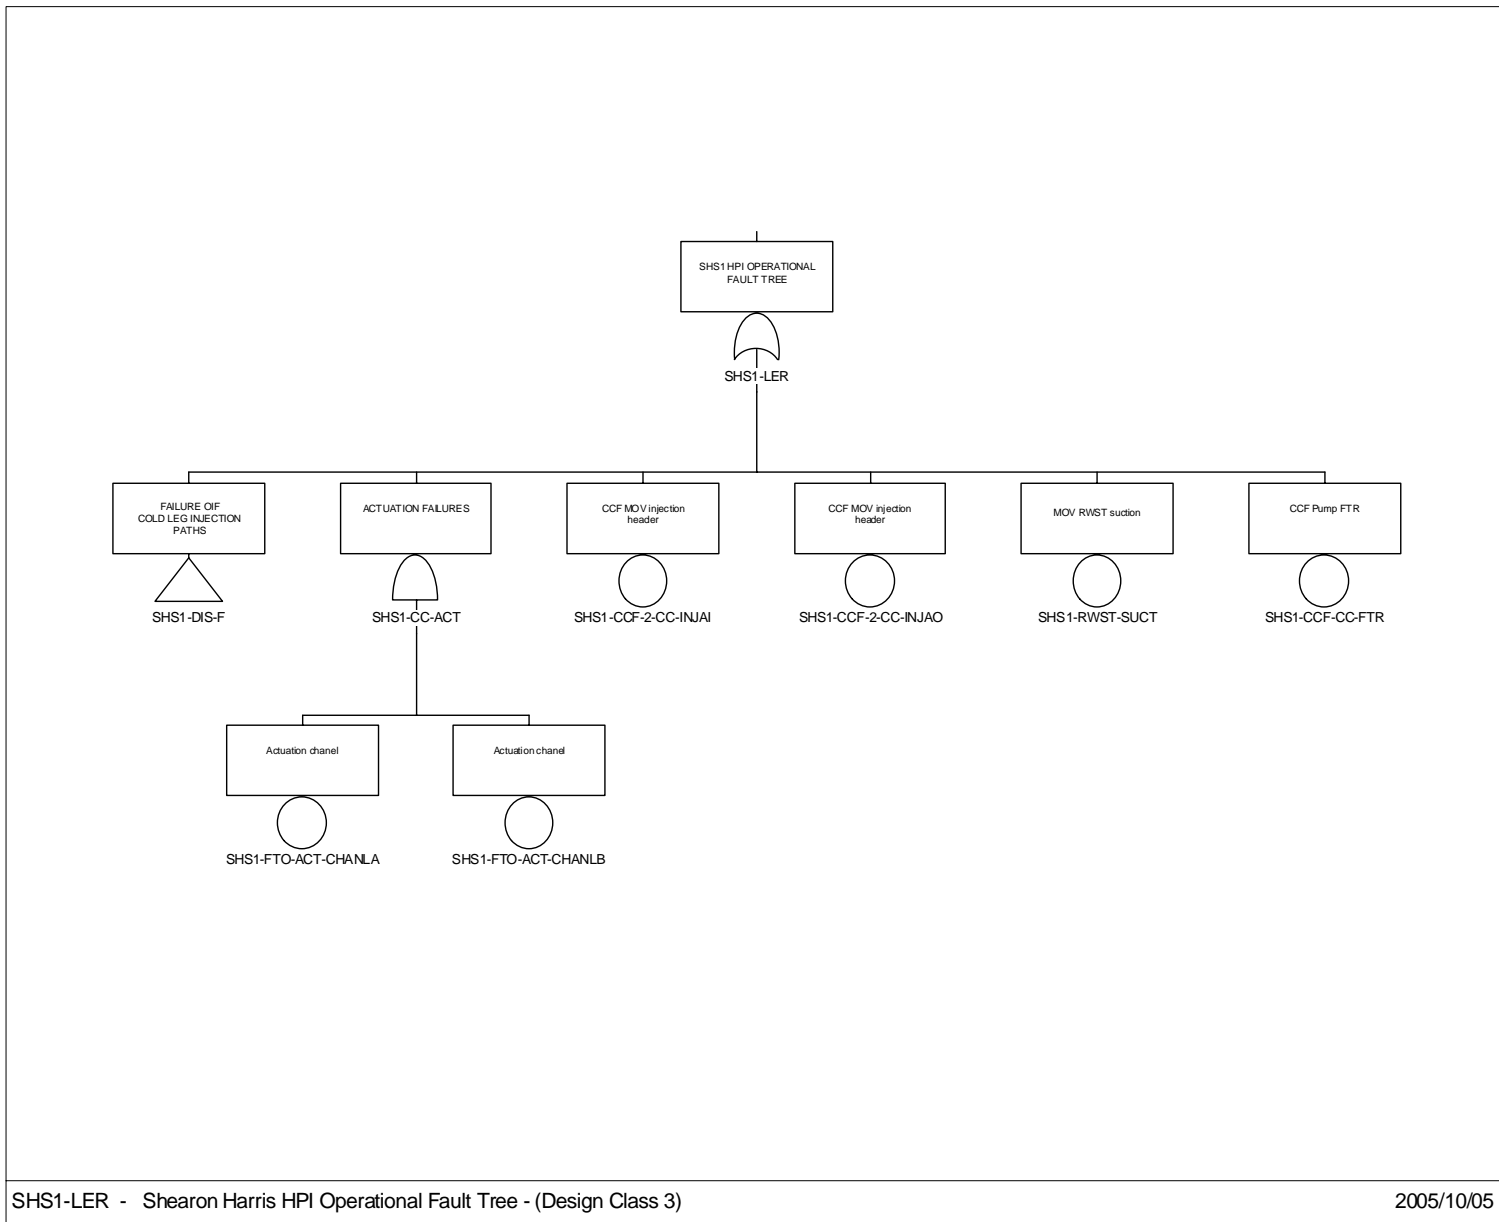 SHS1 HPI OPERATIONAL
FAULT TREE
SHS1-LER
FAILURE OIF
COLD LEG INJECTION
PATHS
SHS1-DIS-F
ACTUATION FAILURES
SHS1-CC-ACT
CCF MOV injection
header
SHS1-CCF-2-CC-INJAI
CCF MOV injection
header
SHS1-CCF-2-CC-INJAO
MOV RWST suction
SHS1-RWST-SUCT
CCF Pump FTR
SHS1-CCF-CC-FTR
Actuation chanel
SHS1-FTO-ACT-CHANLA
Actuation chanel
SHS1-FTO-ACT-CHANLB
SHS1-LER - Shearon Harris HPI Operational Fault Tree - (Design Class 3)
2005/10/05